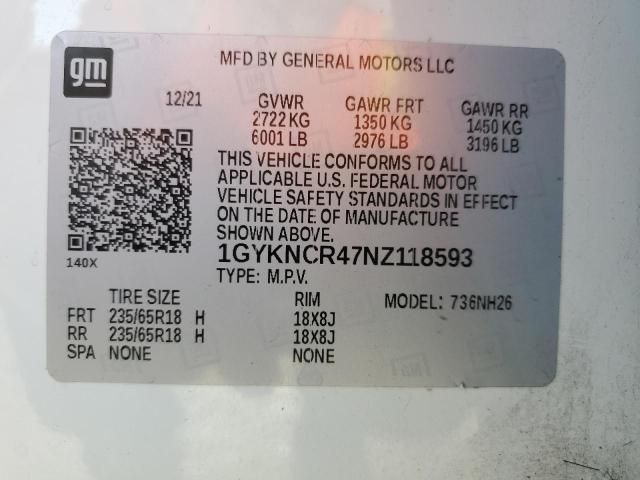 gm
MFD BY GENERAL MOTORS LLC
12/21 GVWR GAWR FRT GAWR RR
2722 KG 1350 KG 1450 KG
6001 LB 2976 LB 3196 LB
THIS VEHICLE CONFORMS TO ALL
APPLICABLE U.S. FEDERAL MOTOR
VEHICLE SAFETY STANDARDS IN EFFECT
ON THE DATE OF MANUFACTURE
SHOWN ABOVE.
140X
1GYKNCR47NZ118593
TYPE: M.P.V.
TIRE SIZE RIM MODEL: 736NH26
FRT 235/65R18 H 18X8J
RR 235/65R18 H 18X8J
SPA NONE NONE